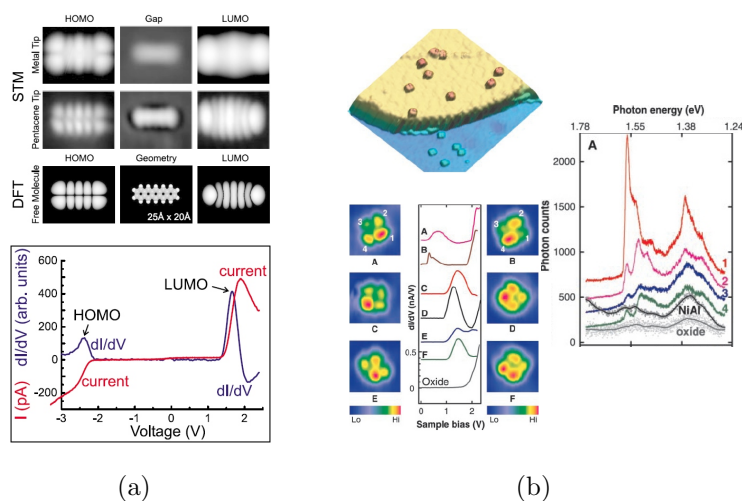 HOMO Gap LUMO
STM
Metal Tip
Pentacene Tip
HOMO Geometry LUMO
DFT
Free Molecule
25Å x 20Å
dI/dV (arb. units)
I (pA)
600
400
200
0
-200
HOMO
LUMO
current
dI/dV
current
dI/dV
-3 -2 -1 0 1 2
Voltage (V)
(a)
3 2
4 1
A
C
E
Lo Hi
A
B
C
D
E
F
0.5
0
Oxide
dI/dV (nA/V)
0 1 2
Sample bias (V)
3 2
4 1
B
D
F
Lo Hi
Photon energy (eV)
1.78 1.55 1.38 1.24
A
Photon counts
2000
1500
1000
500
0
1
2
3
4
NiAl
oxide
(b)